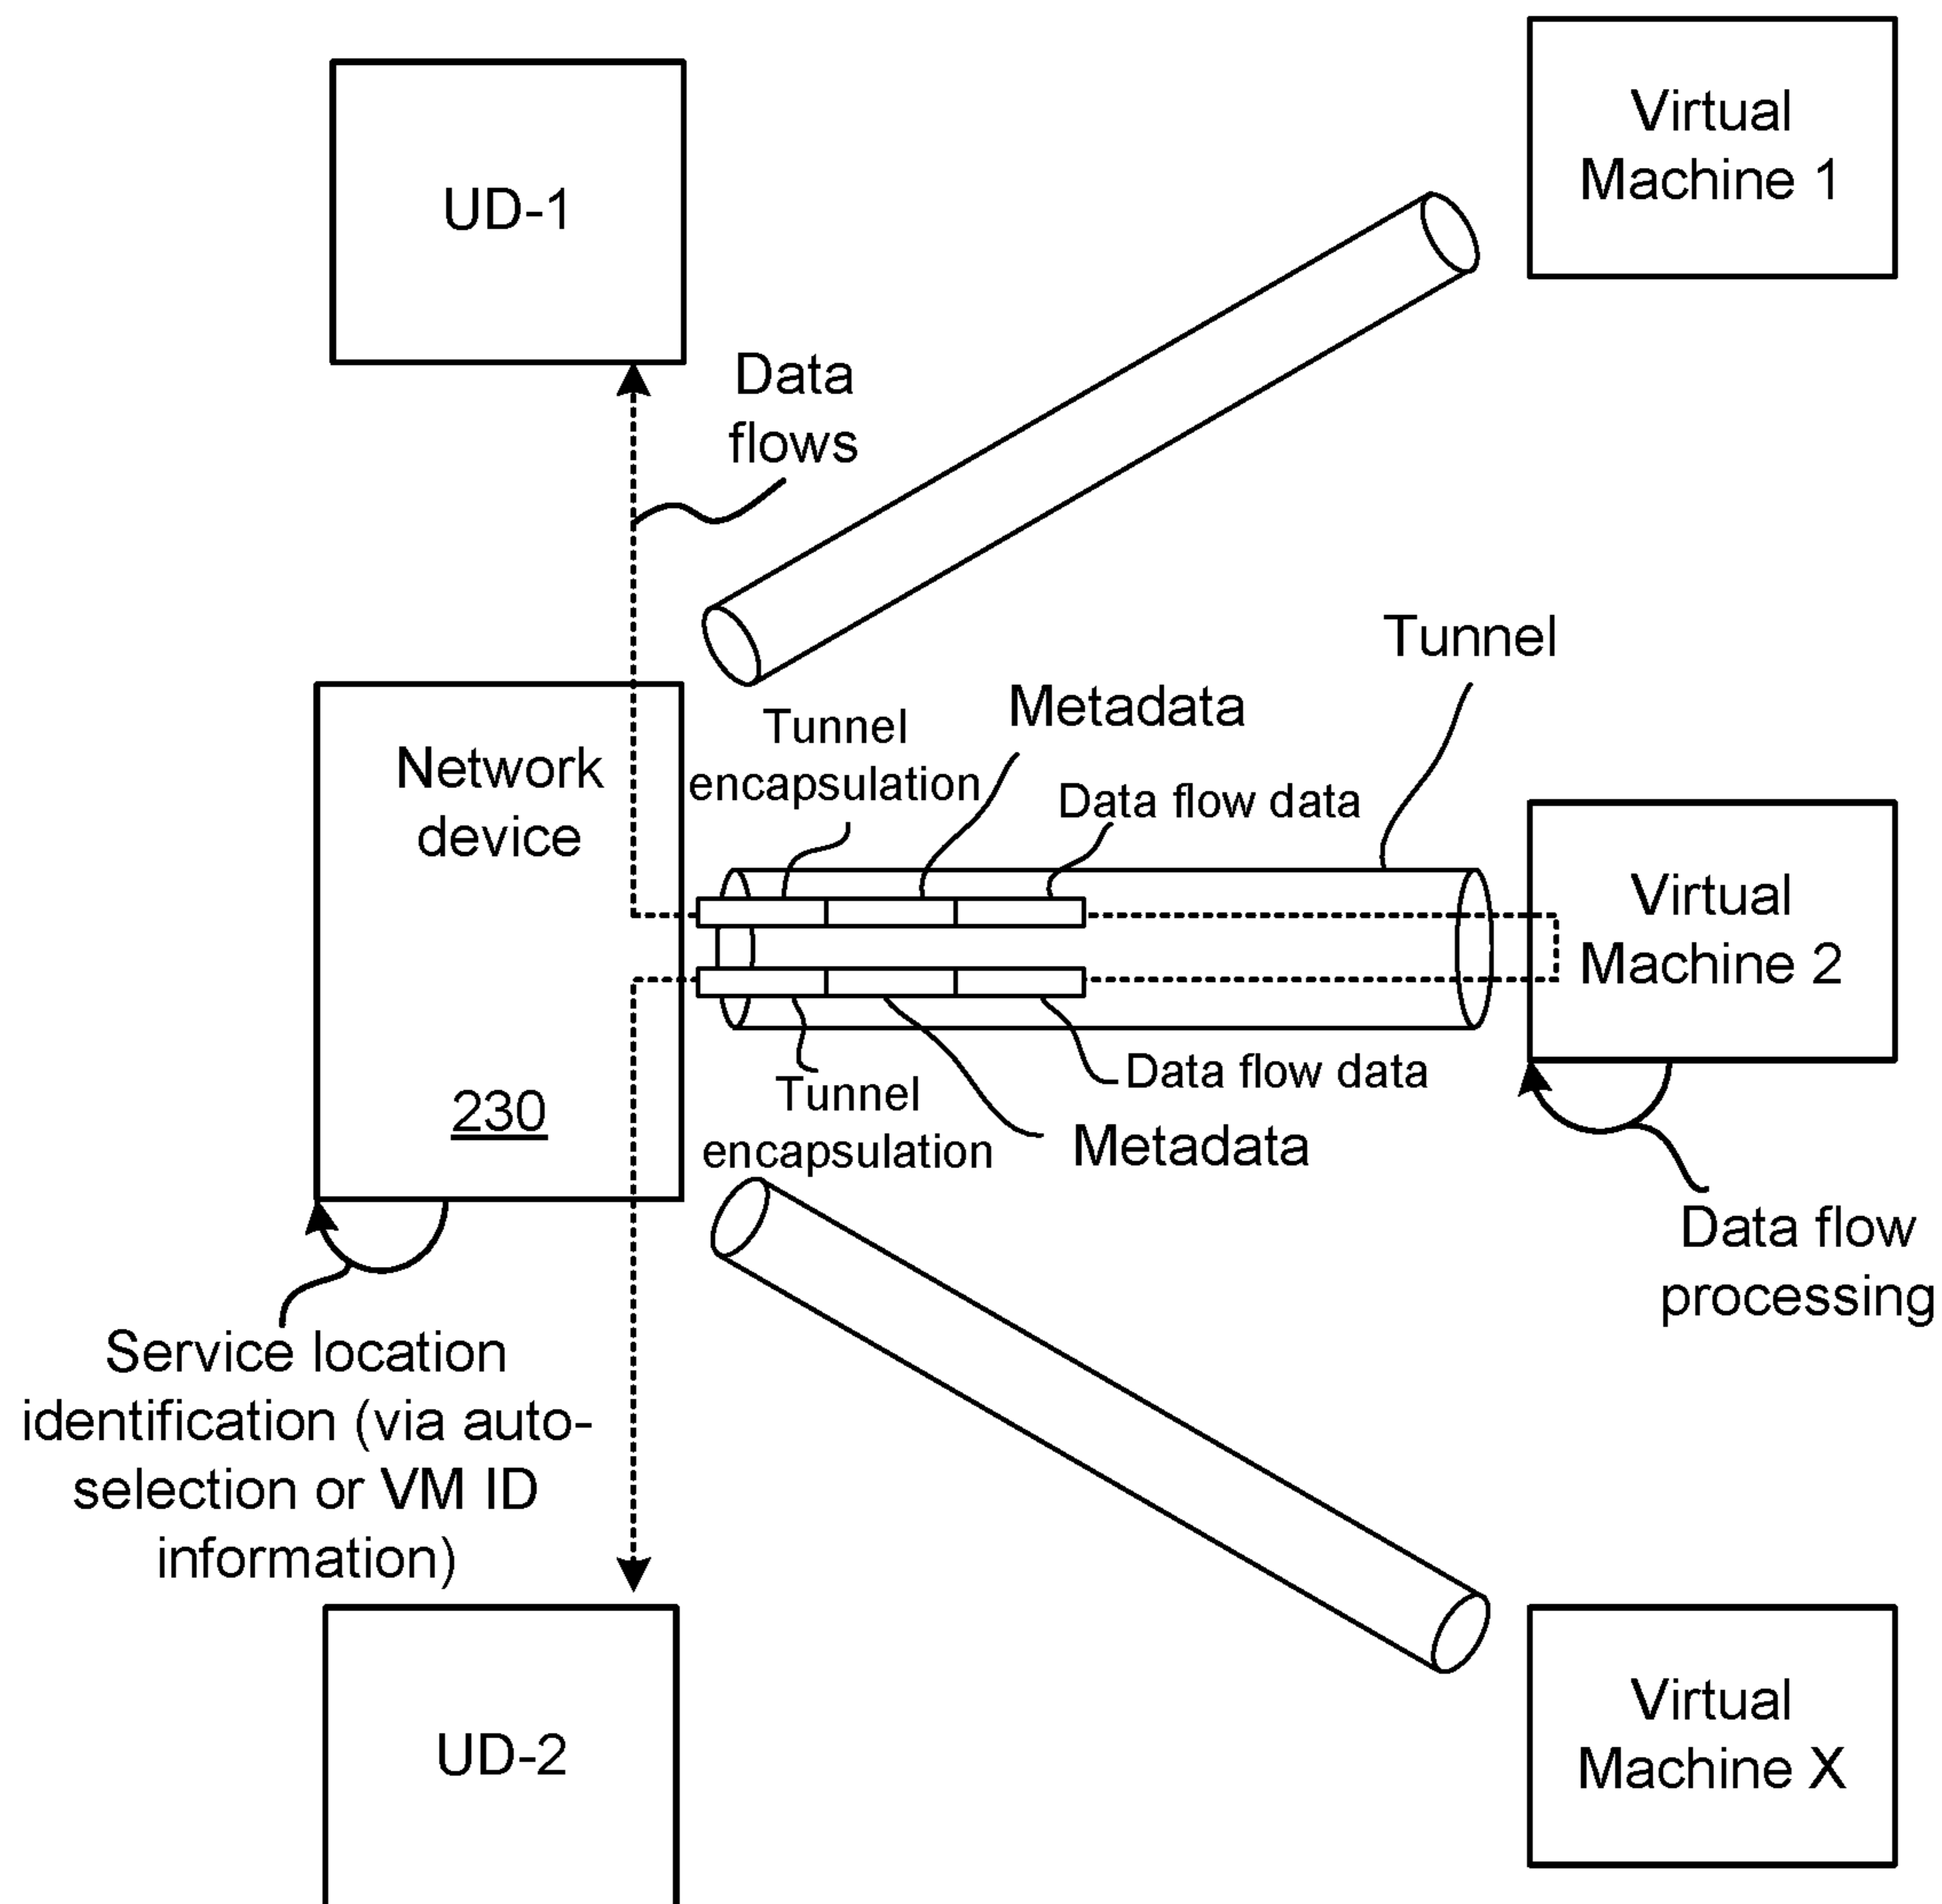 UD-1
Virtual
Machine 1
Data
flows
Tunnel
Metadata
Tunnel
encapsulation
Data flow data
Network
device
230
Virtual
Machine 2
Data flow data
Tunnel
encapsulation
Metadata
Data flow
processing
Service location
identification (via auto-
selection or VM ID
information)
UD-2
Virtual
Machine X